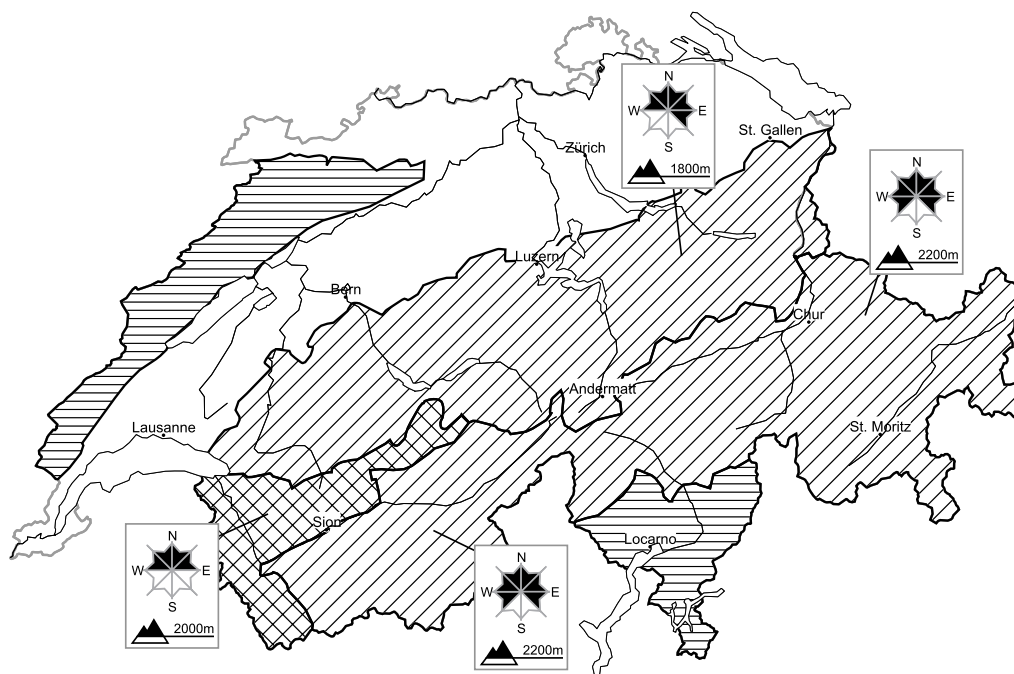 N
W E
S
1800m
St. Gallen
Zürich
N
W E
S
2200m
Luzern
Bern
Chur
Andermatt
Lausanne
St. Moritz
Sion
Locarno
N
W E
S
2000m
N
W E
S
2200m